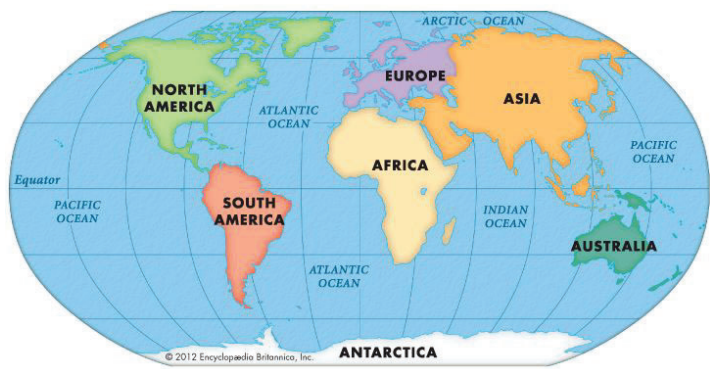 ARCTIC OCEAN
NORTH
AMERICA
EUROPE
ASIA
ATLANTIC
OCEAN
PACIFIC
OCEAN
AFRICA
Equator
PACIFIC
OCEAN
SOUTH
AMERICA
INDIAN
OCEAN
AUSTRALIA
ATLANTIC
OCEAN
© 2012 Encyclopædia Britannica, Inc.
ANTARCTICA